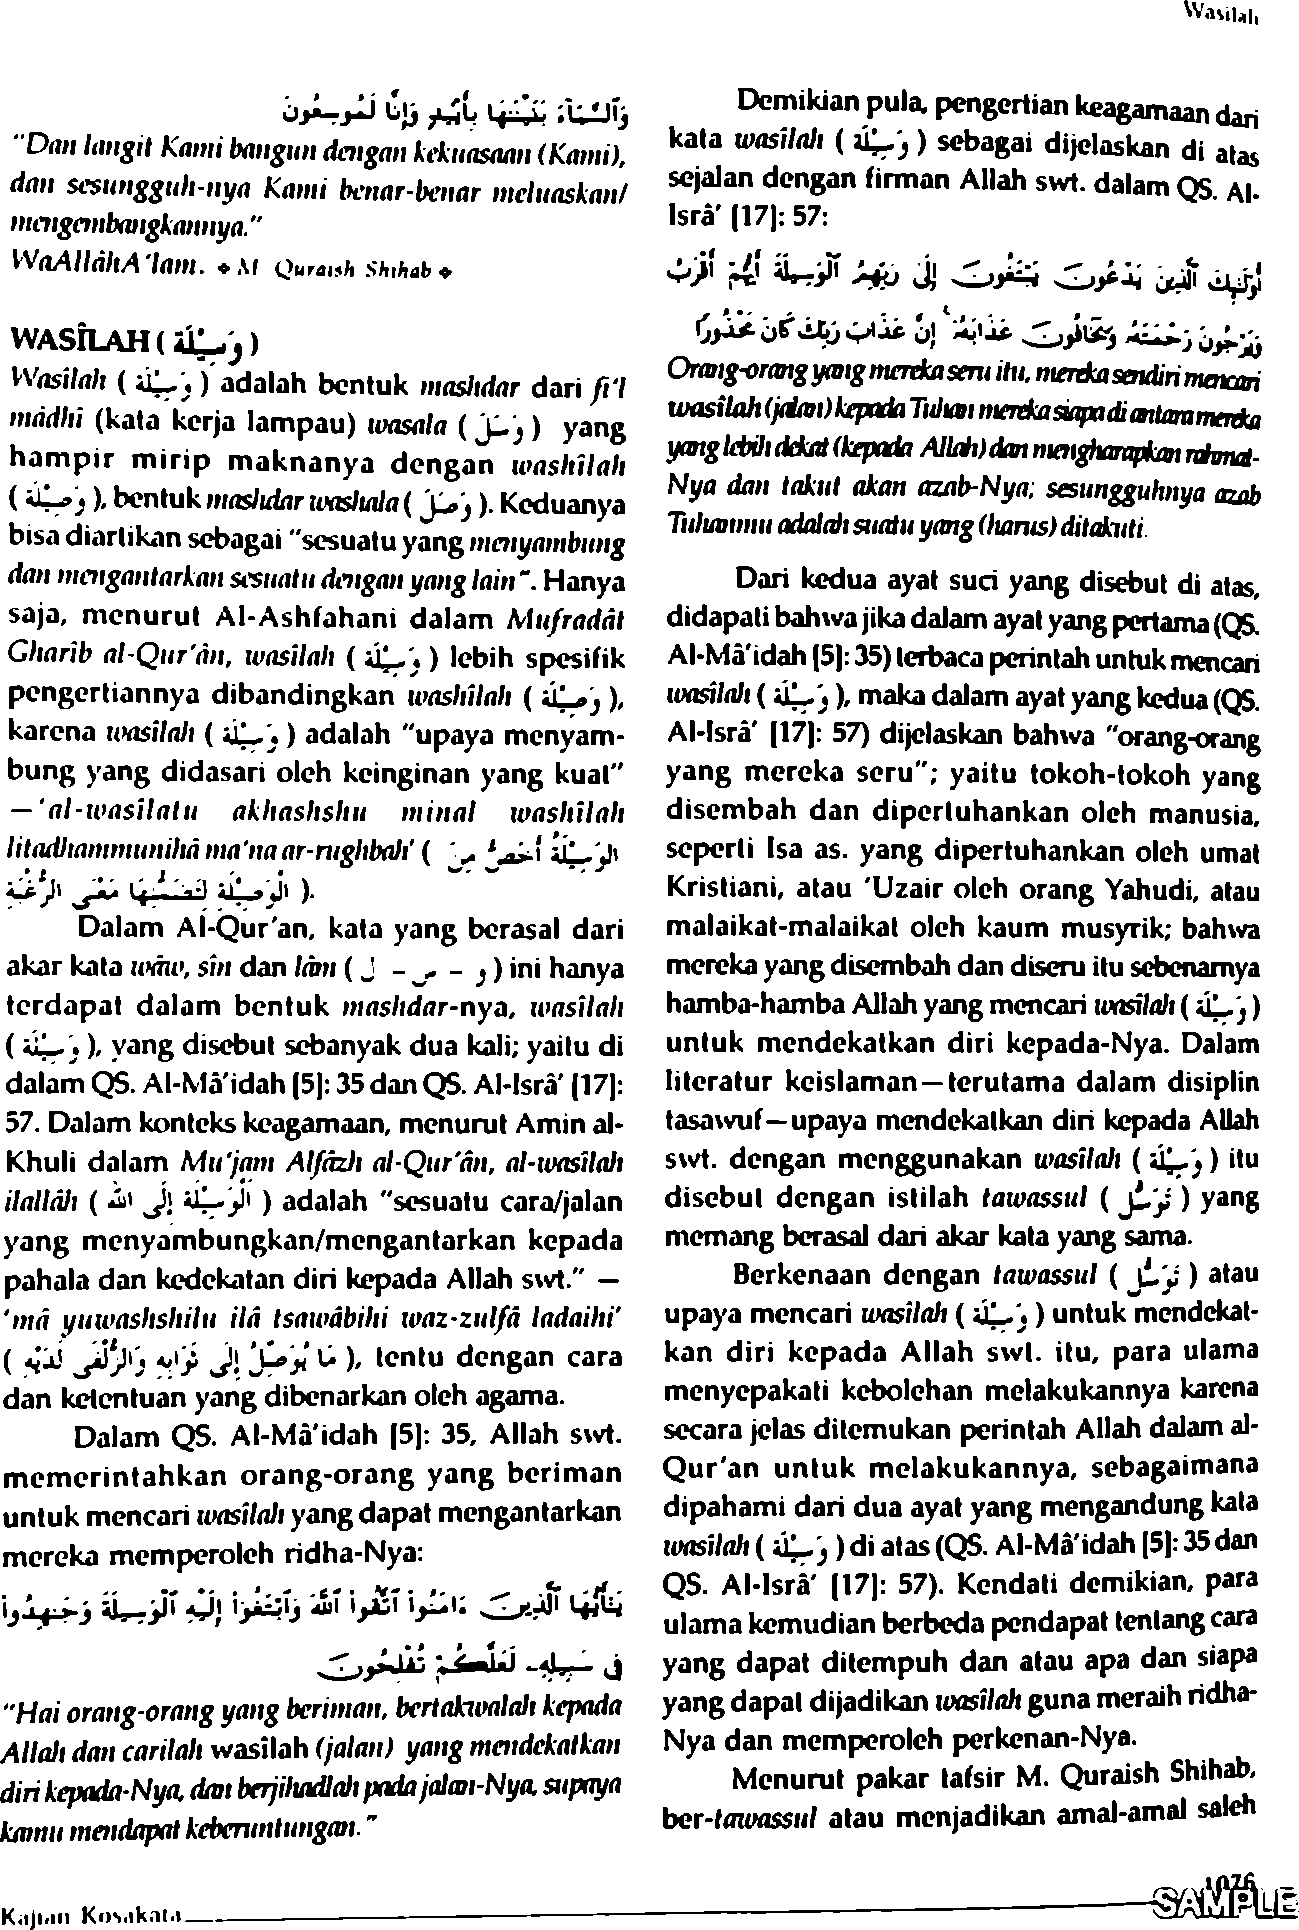 Wasilah
وَٱلسَّمَآءَ بَنَيْنَٰهَا بِأَيْي۟دٍ وَإِنَّا لَمُوسِعُونَ
"Dan langit Kami bangun dengan kekuasaan (Kami),
dan sesungguh-nya Kami benar-benar meluaskan/
mengembangkannya."
WaAllâhA'lam. ❖ M Quraish Shihab ❖
WASÎLAH ( وَسِيْلَة )
Wasîlah ( وَسِيْلَة ) adalah bentuk mashdar dari fi'l
mâdhî (kata kerja lampau) wasala ( وَسَلَ ) yang
hampir mirip maknanya dengan washîlah
( وَصِيْلَة ), bentuk mashdar washala ( وَصَلَ ). Keduanya
bisa diartikan sebagai "sesuatu yang menyambung
dan mengantarkan sesuatu dengan yang lain". Hanya
saja, menurut Al-Ashfahani dalam Mufradât
Gharîb al-Qur'ân, wasîlah ( وَسِيْلَة ) lebih spesifik
pengertiannya dibandingkan washîlah ( وَصِيْلَة ),
karena wasîlah ( وَسِيْلَة ) adalah "upaya menyam-
bung yang didasari oleh keinginan yang kuat"
—'al-wasîlatu akhashshu minal washîlah
litadhammunihâ ma'na ar-rughbah' ( الْوَسِيْلَةُ أَخَصُّ مِنَ
الْوَصِيْلَةِ لِتَضَمُّنِهَا مَعْنَى الرُّغْبَةِ ).
Dalam Al-Qur'an, kata yang berasal dari
akar kata wâw, sîn dan lâm ( و – س – ل ) ini hanya
terdapat dalam bentuk mashdar-nya, wasîlah
( وَسِيْلَة ), yang disebut sebanyak dua kali; yaitu di
dalam QS. Al-Mâ'idah [5]: 35 dan QS. Al-Isrâ' [17]:
57. Dalam konteks keagamaan, menurut Amin al-
Khuli dalam Mu'jam Alfâzh al-Qur'ân, al-wasîlah
ilallâh ( الْوَسِيْلَةُ إِلَى الله ) adalah "sesuatu cara/jalan
yang menyambungkan/mengantarkan kepada
pahala dan kedekatan diri kepada Allah swt." —
'mâ yuwashshilu ilâ tsawâbihi waz-zulfâ ladaihi'
( مَا يُوَصِّلُ إِلَى ثَوَابِهِ وَالزُّلْفَى لَدَيْهِ ), tentu dengan cara
dan ketentuan yang dibenarkan oleh agama.
Dalam QS. Al-Mâ'idah [5]: 35, Allah swt.
memerintahkan orang-orang yang beriman
untuk mencari wasîlah yang dapat mengantarkan
mereka memperoleh ridha-Nya:
يَٰٓأَيُّهَا ٱلَّذِينَ ءَامَنُوا۟ ٱتَّقُوا۟ ٱللَّهَ وَٱبْتَغُوٓا۟ إِلَيْهِ ٱلْوَسِيلَةَ وَجَٰهِدُوا۟
فِى سَبِيلِهِۦ لَعَلَّكُمْ تُفْلِحُونَ
"Hai orang-orang yang beriman, bertakwalah kepada
Allah dan carilah wasîlah (jalan) yang mendekatkan
diri kepada-Nya, dan berjihadlah pada jalan-Nya, supaya
kamu mendapat keberuntungan."
Demikian pula, pengertian keagamaan dari
kata wasîlah ( وَسِيْلَة ) sebagai dijelaskan di atas
sejalan dengan firman Allah swt. dalam QS. Al-
Isrâ' [17]: 57:
أُو۟لَٰٓئِكَ ٱلَّذِينَ يَدْعُونَ يَبْتَغُونَ إِلَىٰ رَبِّهِمُ ٱلْوَسِيلَةَ أَيُّهُمْ أَقْرَبُ
وَيَرْجُونَ رَحْمَتَهُۥ وَيَخَافُونَ عَذَابَهُۥٓ ۚ إِنَّ عَذَابَ رَبِّكَ كَانَ مَحْذُورًا
Orang-orang yang mereka seru itu, mereka sendiri mencari
wasîlah (jalan) kepada Tuhan mereka siapa di antara mereka
yang lebih dekat (kepada Allah) dan mengharapkan rahmat-
Nya dan takut akan azab-Nya; sesungguhnya azab
Tuhanmu adalah suatu yang (harus) ditakuti.
Dari kedua ayat suci yang disebut di atas,
didapati bahwa jika dalam ayat yang pertama (QS.
Al-Mâ'idah [5]: 35) terbaca perintah untuk mencari
wasîlah ( وَسِيْلَة ), maka dalam ayat yang kedua (QS.
Al-Isrâ' [17]: 57) dijelaskan bahwa "orang-orang
yang mereka seru"; yaitu tokoh-tokoh yang
disembah dan dipertuhankan oleh manusia,
seperti Isa as. yang dipertuhankan oleh umat
Kristiani, atau 'Uzair oleh orang Yahudi, atau
malaikat-malaikat oleh kaum musyrik; bahwa
mereka yang disembah dan diseru itu sebenarnya
hamba-hamba Allah yang mencari wasîlah ( وَسِيْلَة )
untuk mendekatkan diri kepada-Nya. Dalam
literatur keislaman—terutama dalam disiplin
tasawuf—upaya mendekatkan diri kepada Allah
swt. dengan menggunakan wasîlah ( وَسِيْلَة ) itu
disebut dengan istilah tawassul ( تَوَسُّل ) yang
memang berasal dari akar kata yang sama.
Berkenaan dengan tawassul ( تَوَسُّل ) atau
upaya mencari wasîlah ( وَسِيْلَة ) untuk mendekat-
kan diri kepada Allah swt. itu, para ulama
menyepakati kebolehan melakukannya karena
secara jelas ditemukan perintah Allah dalam al-
Qur'an untuk melakukannya, sebagaimana
dipahami dari dua ayat yang mengandung kata
wasîlah ( وَسِيْلَة ) di atas (QS. Al-Mâ'idah [5]: 35 dan
QS. Al-Isrâ' [17]: 57). Kendati demikian, para
ulama kemudian berbeda pendapat tentang cara
yang dapat ditempuh dan atau apa dan siapa
yang dapat dijadikan wasîlah guna meraih ridha-
Nya dan memperoleh perkenan-Nya.
Menurut pakar tafsir M. Quraish Shihab,
ber-tawassul atau menjadikan amal-amal saleh
Kajian Kosakata
1076
SAMPLE